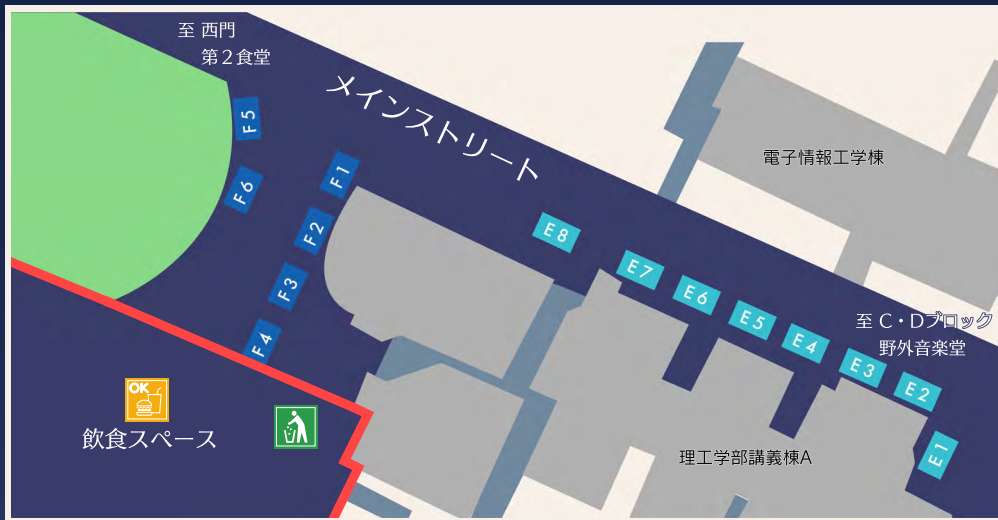 至 西門
第２食堂
メインストリート
F5
F6
F1
F2
F3
F4
電子情報工学棟
E8
E7
E6
E5
E4
E3
E2
E1
至 C・Dブロック
野外音楽堂
OK
飲食スペース
理工学部講義棟A